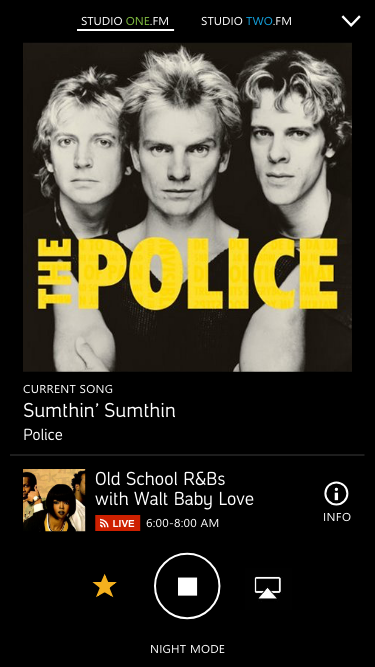 STUDIO ONE.FM
STUDIO TWO.FM
THE POLICE
CURRENT SONG
Sumthin’ Sumthin
Police
Old School R&Bs
with Walt Baby Love
LIVE 6:00-8:00 AM
INFO
NIGHT MODE